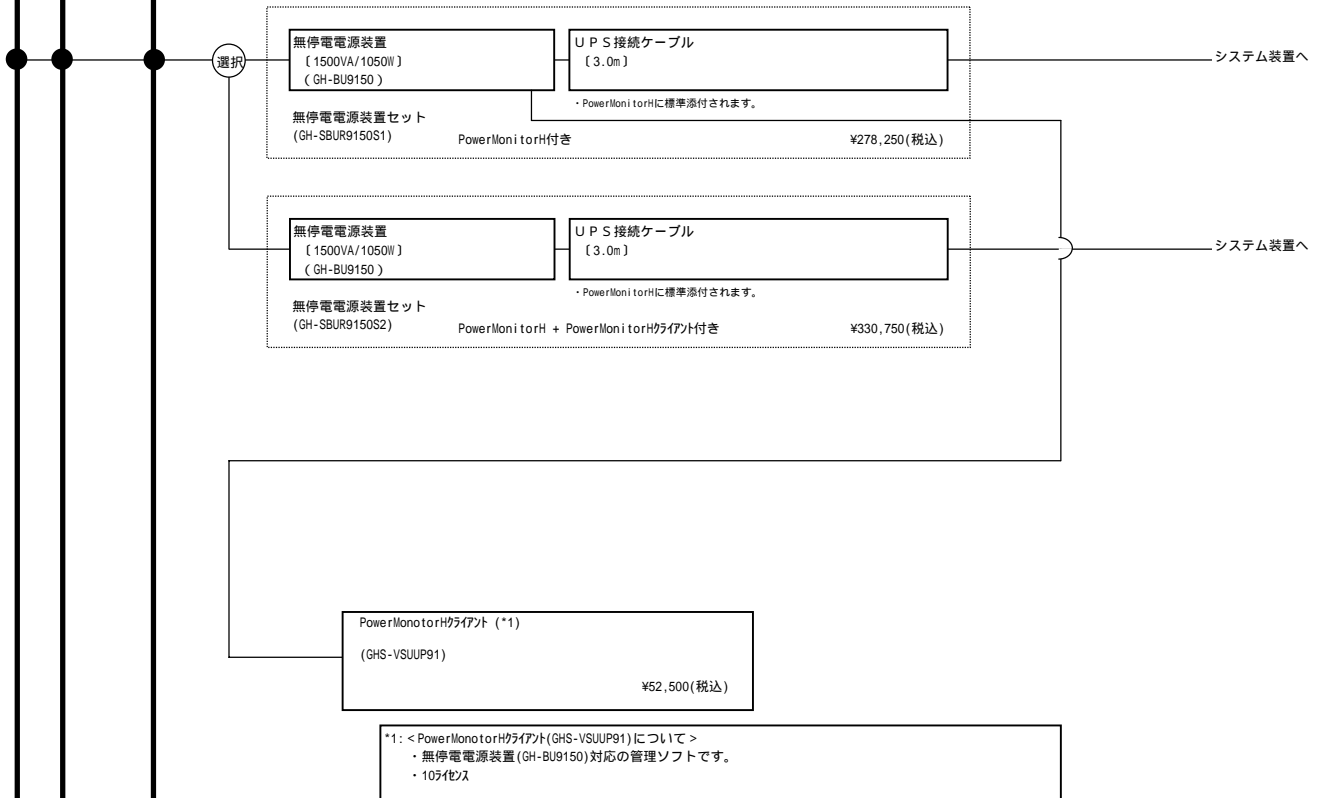 選択
無停電電源装置
〔1500VA/1050W〕
（GH-BU9150）
ＵＰＳ接続ケーブル
〔3.0m〕
システム装置へ
・PowerMonitorHに標準添付されます。
無停電電源装置セット
(GH-SBUR9150S1)
PowerMonitorH付き
¥278,250(税込)
無停電電源装置
〔1500VA/1050W〕
（GH-BU9150）
ＵＰＳ接続ケーブル
〔3.0m〕
システム装置へ
・PowerMonitorHに標準添付されます。
無停電電源装置セット
(GH-SBUR9150S2)
PowerMonitorH + PowerMonitorHｸﾗｲｱﾝﾄ付き
¥330,750(税込)
PowerMonotorHｸﾗｲｱﾝﾄ (*1)
(GHS-VSUUP91)
¥52,500(税込)
*1:＜PowerMonotorHｸﾗｲｱﾝﾄ(GHS-VSUUP91)について＞
・無停電電源装置(GH-BU9150)対応の管理ソフトです。
・10ﾗｲｾﾝｽ